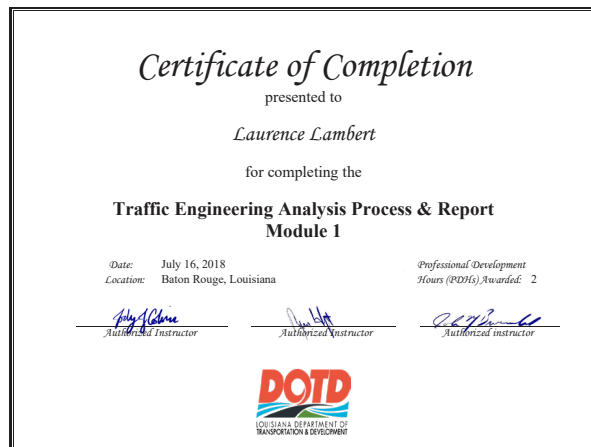 Certificate of Completion
presented to
Laurence Lambert
for completing the
Traffic Engineering Analysis Process & Report
Module 1
Date: July 16, 2018
Location: Baton Rouge, Louisiana
Professional Development
Hours (PDHs) Awarded: 2
Authorized Instructor
Authorized Instructor
Authorized instructor
DOTD
LOUISIANA DEPARTMENT OF
TRANSPORTATION & DEVELOPMENT